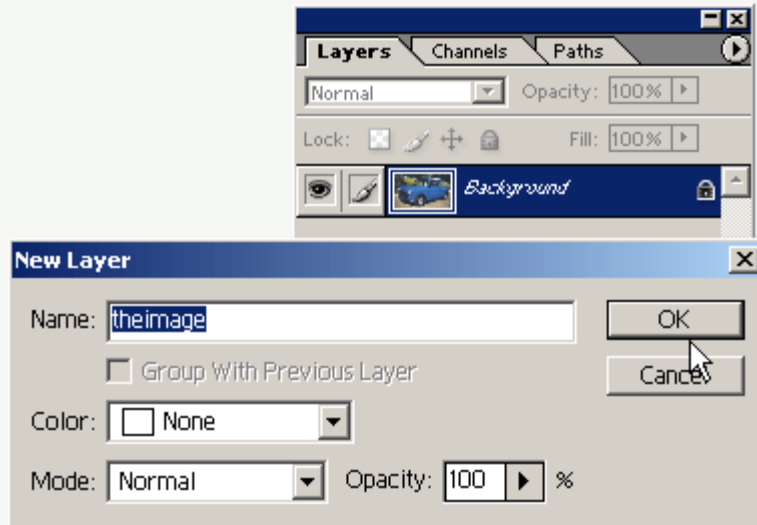 Layers Channels Paths
Normal Opacity: 100%
Lock: Fill: 100%
Background
New Layer
Name: theimage OK
Group With Previous Layer Cancel
Color: None
Mode: Normal Opacity: 100 %